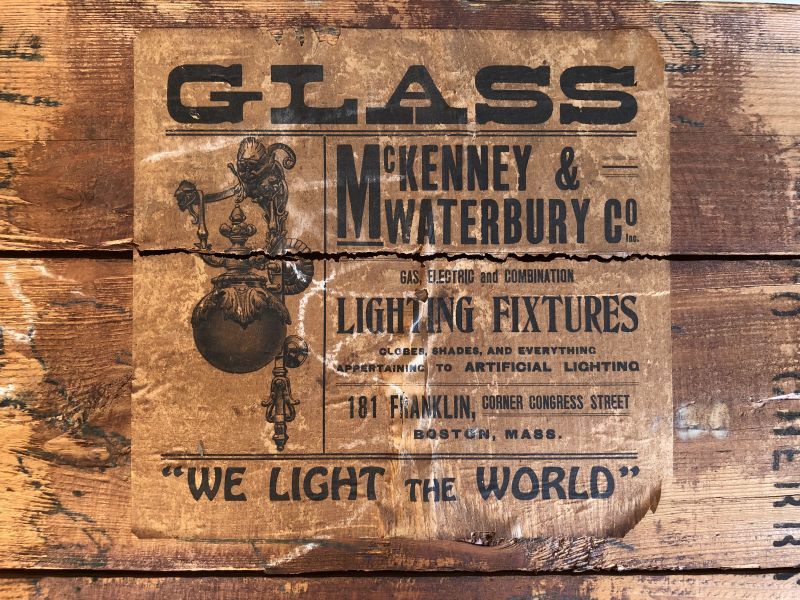 GLASS
McKENNEY &
WATERBURY Co Inc.
GAS, ELECTRIC and COMBINATION
LIGHTING FIXTURES
GLOBES, SHADES, AND EVERYTHING
APPERTAINING TO ARTIFICIAL LIGHTING
181 FRANKLIN, CORNER CONGRESS STREET
BOSTON, MASS.
"WE LIGHT THE WORLD"